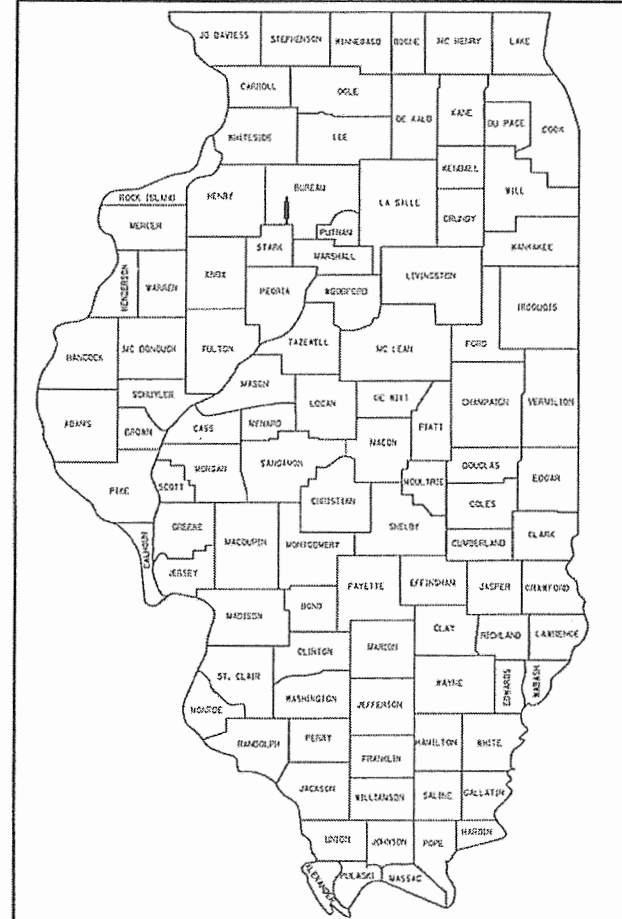 JO DAVIESS
STEPHENSON
WINNEBAGO
BOONE
MC HENRY
LAKE
CARROLL
OGLE
DE KALB
KANE
DU PAGE
COOK
WHITESIDE
LEE
KENDALL
WILL
ROCK ISLAND
HENRY
BUREAU
LA SALLE
GRUNDY
MERCER
PUTNAM
STARK
MARSHALL
KANKAKEE
HENDERSON
WARREN
KNOX
PEORIA
WOODFORD
LIVINGSTON
IROQUOIS
HANCOCK
MC DONOUGH
FULTON
TAZEWELL
MC LEAN
FORD
MASON
SCHUYLER
LOGAN
DE WITT
CHAMPAIGN
VERMILION
ADAMS
BROWN
CASS
MENARD
PIATT
MACON
PIKE
SCOTT
MORGAN
SANGAMON
MOULTRIE
DOUGLAS
EDGAR
CHRISTIAN
COLES
CALHOUN
GREENE
MACOUPIN
MONTGOMERY
SHELBY
CUMBERLAND
CLARK
JERSEY
FAYETTE
EFFINGHAM
JASPER
CRAWFORD
MADISON
BOND
CLAY
RICHLAND
LAWRENCE
CLINTON
MARION
ST. CLAIR
WAYNE
EDWARDS
WABASH
MONROE
WASHINGTON
JEFFERSON
RANDOLPH
PERRY
HAMILTON
WHITE
FRANKLIN
JACKSON
WILLIAMSON
SALINE
GALLATIN
UNION
JOHNSON
POPE
HARDIN
ALEXANDER
PULASKI
MASSAC